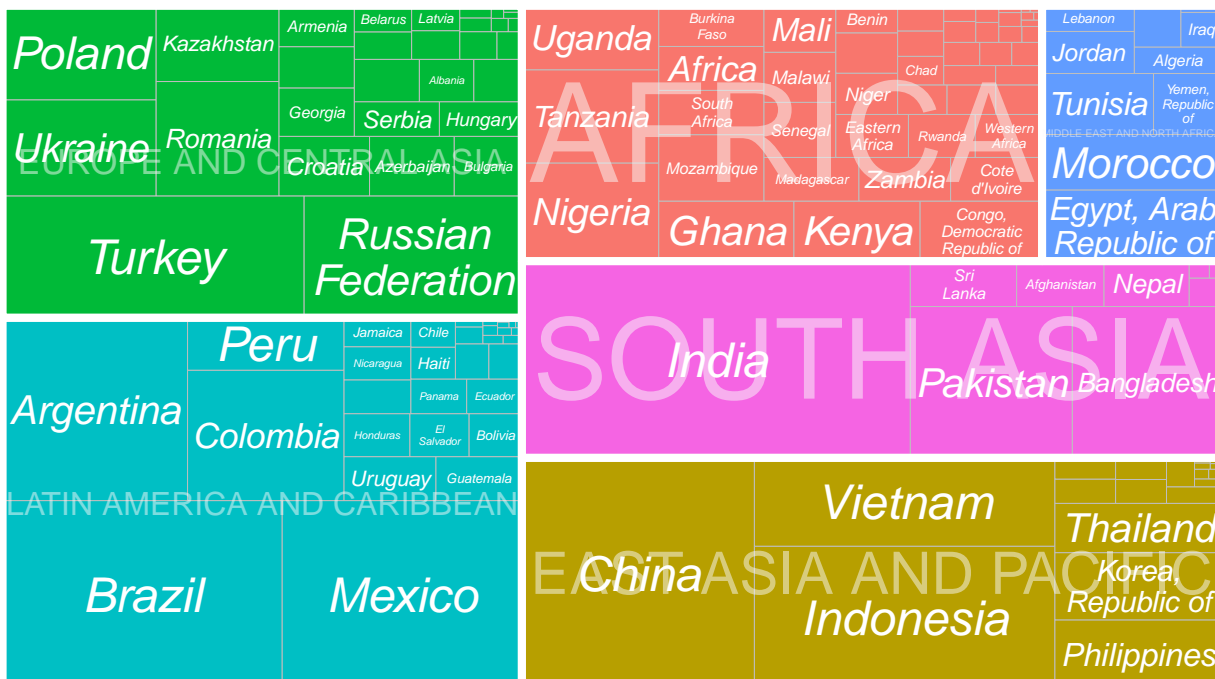 EUROPE AND CENTRAL ASIA
Poland
Kazakhstan
Armenia
Belarus
Latvia
Albania
Ukraine
Romania
Georgia
Serbia
Hungary
Croatia
Azerbaijan
Bulgaria
Turkey
Russian
Federation
LATIN AMERICA AND CARIBBEAN
Argentina
Peru
Colombia
Jamaica
Chile
Nicaragua
Haiti
Panama
Ecuador
Honduras
El
Salvador
Bolivia
Uruguay
Guatemala
Brazil
Mexico
AFRICA
Uganda
Burkina
Faso
Mali
Benin
Africa
Malawi
Chad
Tanzania
South
Africa
Niger
Senegal
Eastern
Africa
Rwanda
Western
Africa
Mozambique
Madagascar
Zambia
Cote
d'Ivoire
Nigeria
Ghana
Kenya
Congo,
Democratic
Republic of
MIDDLE EAST AND NORTH AFRIC
Lebanon
Iraq
Jordan
Algeria
Tunisia
Yemen,
Republic
of
Morocco
Egypt, Arab
Republic of
SOUTH ASIA
India
Sri
Lanka
Afghanistan
Nepal
Pakistan
Bangladesh
EAST ASIA AND PACIFIC
China
Vietnam
Indonesia
Thailand
Korea,
Republic of
Philippines